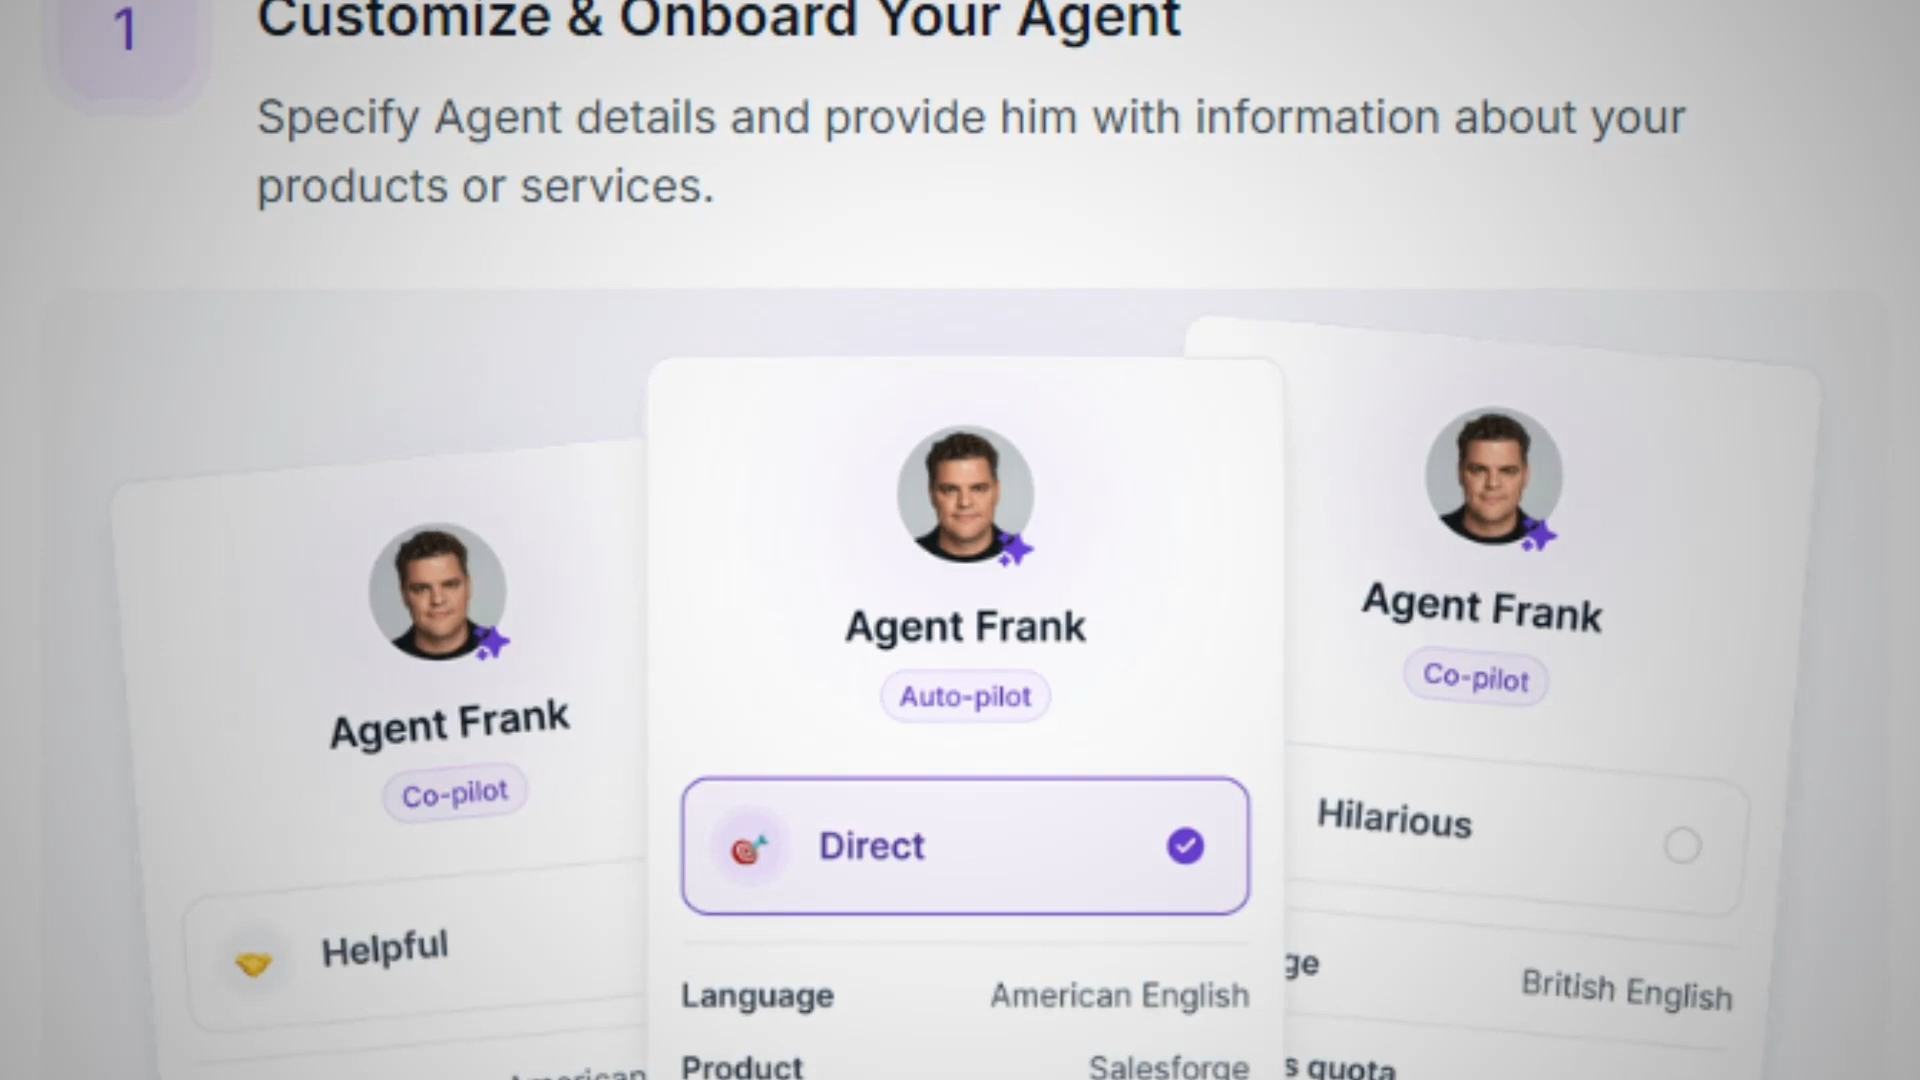 1
Customize & Onboard Your Agent
Specify Agent details and provide him with information about your
products or services.
Agent Frank
Co-pilot
Helpful
American
Agent Frank
Auto-pilot
Direct
Language American English
Product Salesforge
Agent Frank
Co-pilot
Hilarious
ge British English
s quota